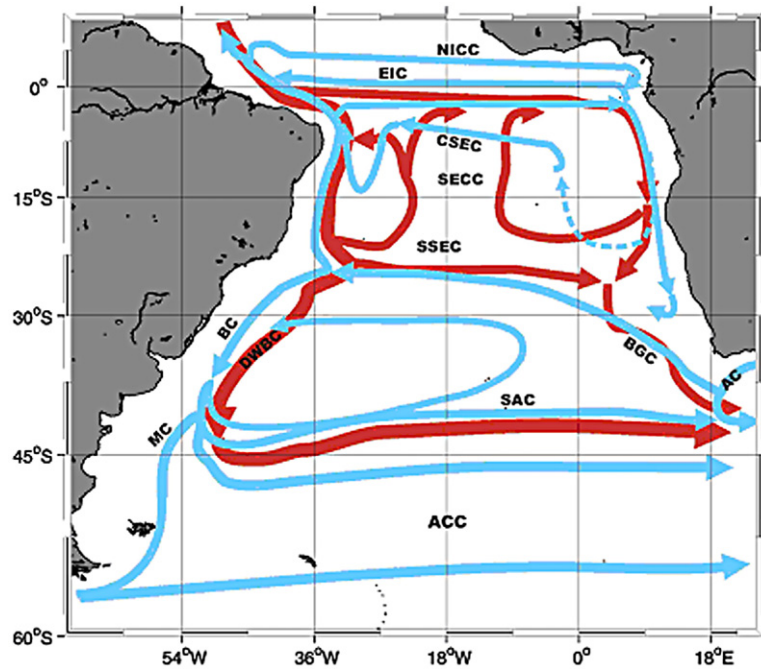 NICC
EIC
0°
CSEC
SECC
15°S
SSEC
30°S
BC
DWBC
BGC
AC
SAC
MC
45°S
ACC
60°S
54°W
36°W
18°W
0°
18°E